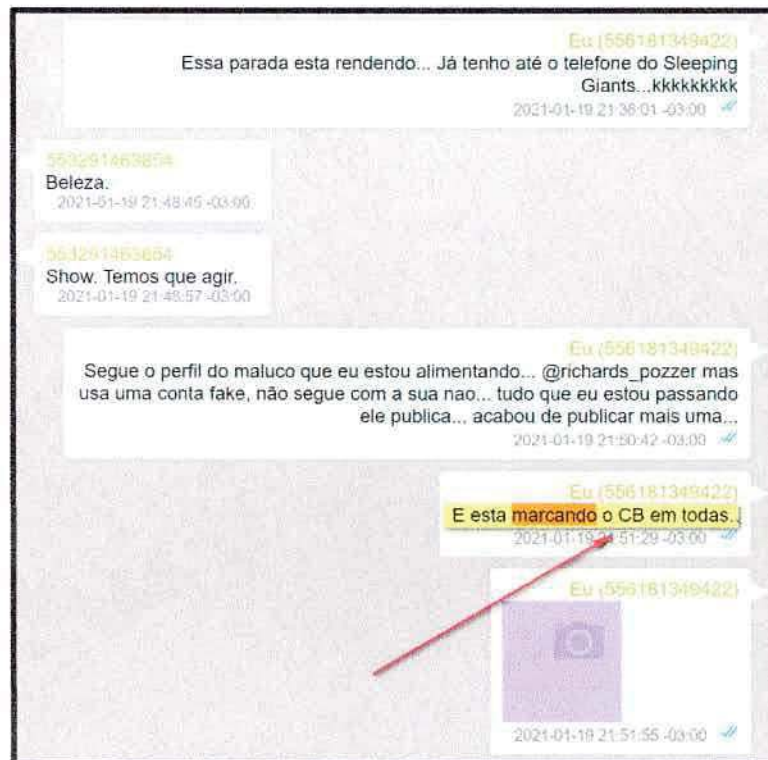 Eu (556181349422)
Essa parada esta rendendo... Já tenho até o telefone do Sleeping
Giants...kkkkkkkkk
2021-01-19 21:36:01 -03:00
553291463854
Beleza.
2021-01-19 21:48:45 -03:00
553291463854
Show. Temos que agir.
2021-01-19 21:48:57 -03:00
Eu (556181349422)
Segue o perfil do maluco que eu estou alimentando... @richards_pozzer mas
usa uma conta fake, não segue com a sua nao... tudo que eu estou passando
ele publica... acabou de publicar mais uma...
2021-01-19 21:50:42 -03:00
Eu (556181349422)
E esta marcando o CB em todas..
2021-01-19 21:51:29 -03:00
Eu (556181349422)
2021-01-19 21:51:55 -03:00